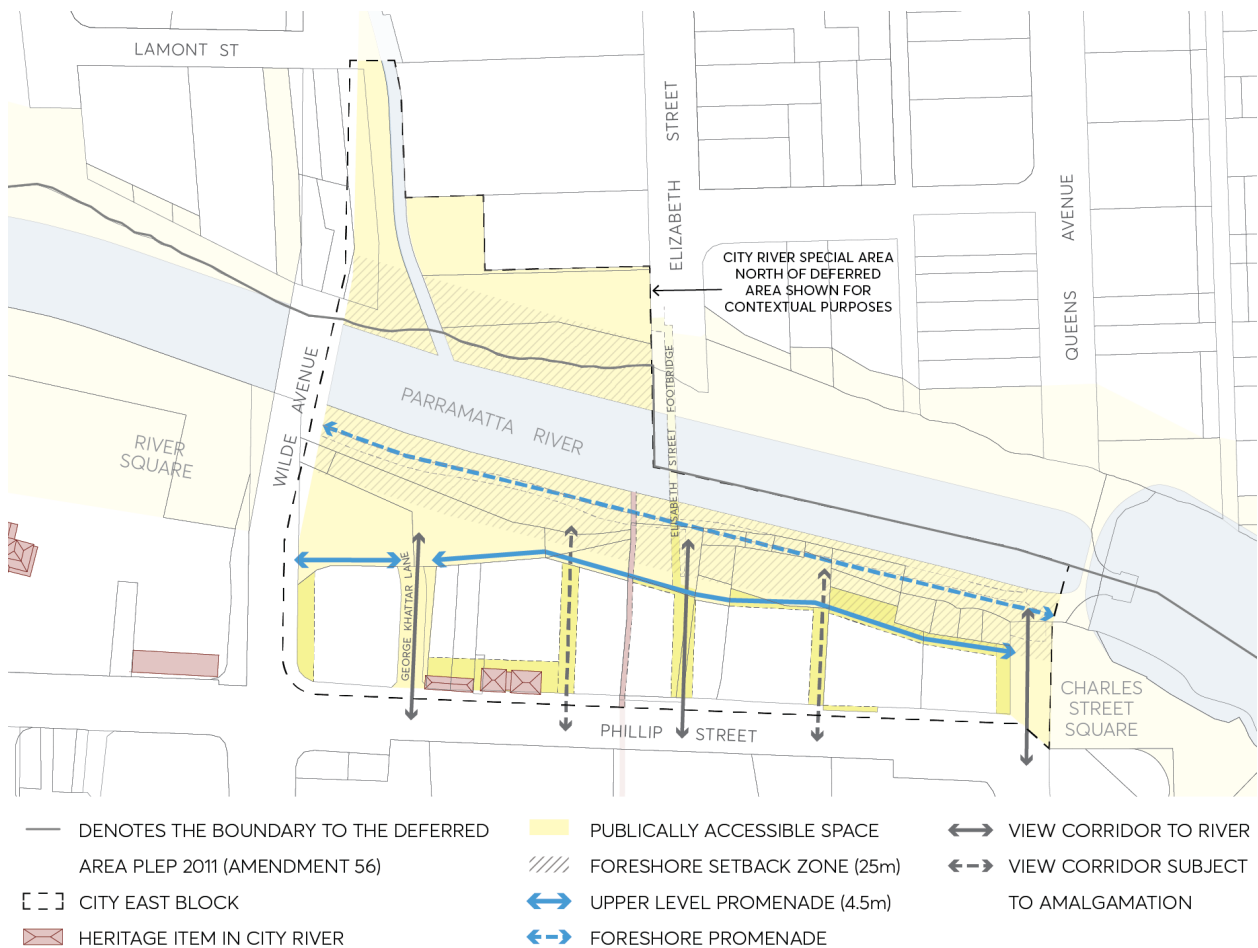 LAMONT ST
ELIZABETH STREET
QUEENS AVENUE
CITY RIVER SPECIAL AREA
NORTH OF DEFERRED
AREA SHOWN FOR
CONTEXTUAL PURPOSES
WILDE AVENUE
PARRAMATTA RIVER
ELISABETH STREET FOOTBRIDGE
RIVER
SQUARE
GEORGE KHATTAR LANE
CHARLES
STREET
SQUARE
PHILLIP STREET
DENOTES THE BOUNDARY TO THE DEFERRED
AREA PLEP 2011 (AMENDMENT 56)
CITY EAST BLOCK
HERITAGE ITEM IN CITY RIVER
PUBLICALLY ACCESSIBLE SPACE
FORESHORE SETBACK ZONE (25m)
UPPER LEVEL PROMENADE (4.5m)
FORESHORE PROMENADE
VIEW CORRIDOR TO RIVER
VIEW CORRIDOR SUBJECT
TO AMALGAMATION